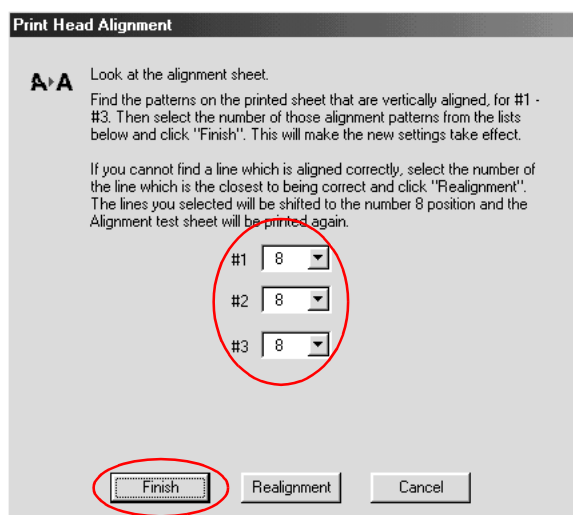 Print Head Alignment
A▸A
Look at the alignment sheet.
Find the patterns on the printed sheet that are vertically aligned, for #1 -
#3. Then select the number of those alignment patterns from the lists
below and click "Finish". This will make the new settings take effect.
If you cannot find a line which is aligned correctly, select the number of
the line which is the closest to being correct and click "Realignment".
The lines you selected will be shifted to the number 8 position and the
Alignment test sheet will be printed again.
#1 8
#2 8
#3 8
Finish Realignment Cancel